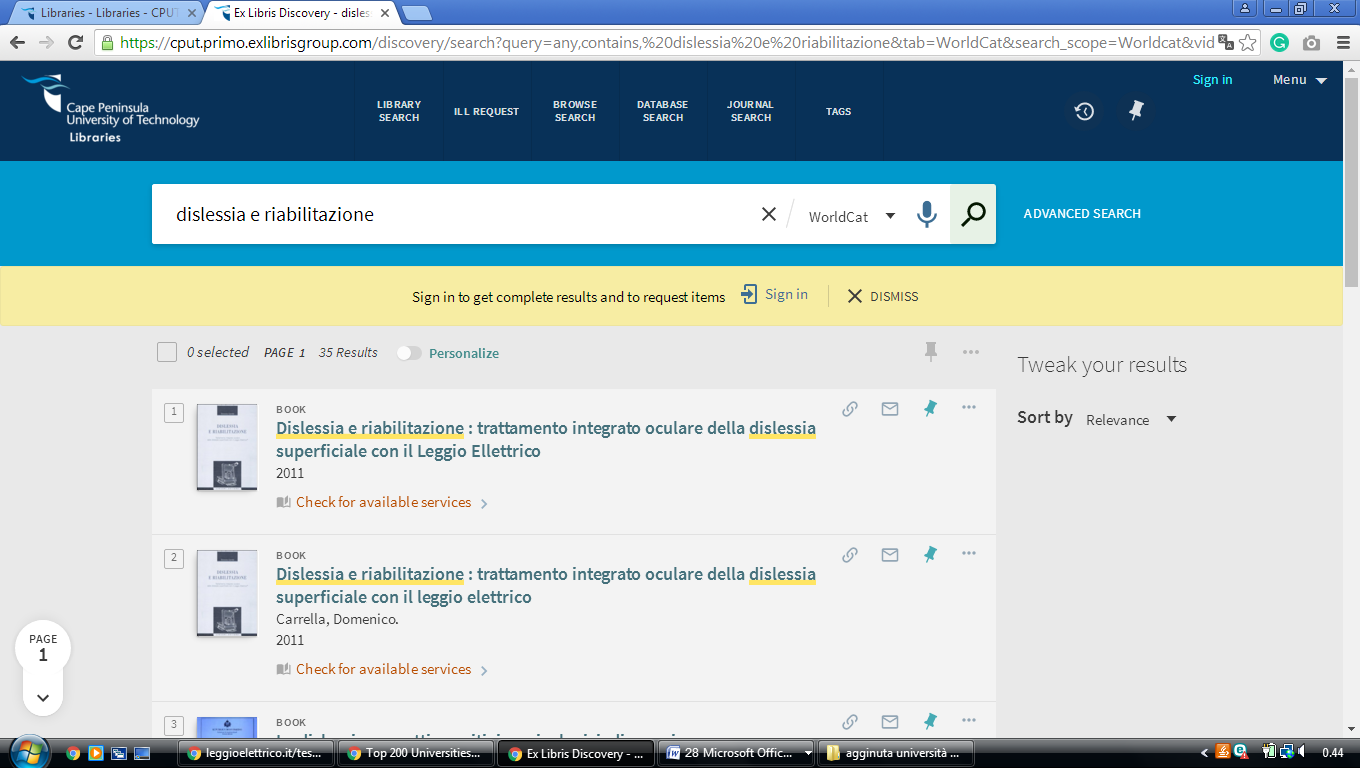 Libraries - Libraries - CPUT
Ex Libris Discovery - disles
https://cput.primo.exlibrisgroup.com/discovery/search?query=any,contains,%20dislessia%20e%20riabilitazione&tab=WorldCat&search_scope=Worldcat&vid
Cape Peninsula
University of Technology
Libraries
LIBRARY
SEARCH
ILL REQUEST
BROWSE
SEARCH
DATABASE
SEARCH
JOURNAL
SEARCH
TAGS
Sign in
Menu
dislessia e riabilitazione
WorldCat
ADVANCED SEARCH
Sign in to get complete results and to request items
Sign in
DISMISS
0 selected PAGE 1 35 Results
Personalize
Tweak your results
Sort by Relevance
1
BOOK
Dislessia e riabilitazione : trattamento integrato oculare della dislessia
superficiale con il Leggio Ellettrico
2011
Check for available services
2
BOOK
Dislessia e riabilitazione : trattamento integrato oculare della dislessia
superficiale con il leggio elettrico
Carrella, Domenico.
2011
Check for available services
PAGE
1
3
BOOK
leggioelettrico.it/tes...
Top 200 Universities...
Ex Libris Discovery - ...
28 Microsoft Offic...
agginuta università ...
0.44